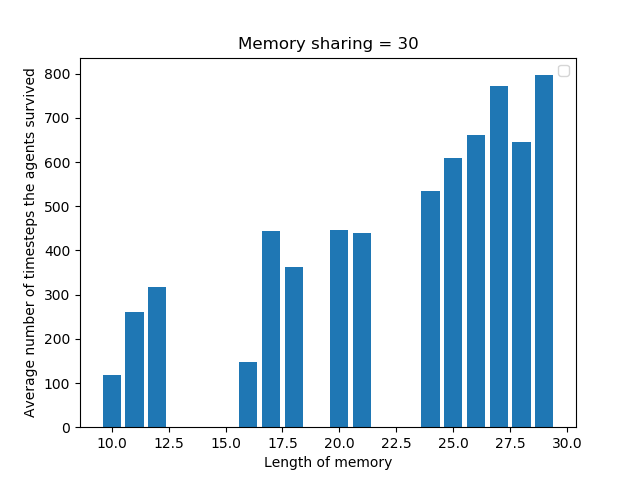 Memory sharing = 30
Average number of timesteps the agents survived
800
700
600
500
400
300
200
100
0
10.0 12.5 15.0 17.5 20.0 22.5 25.0 27.5 30.0
Length of memory